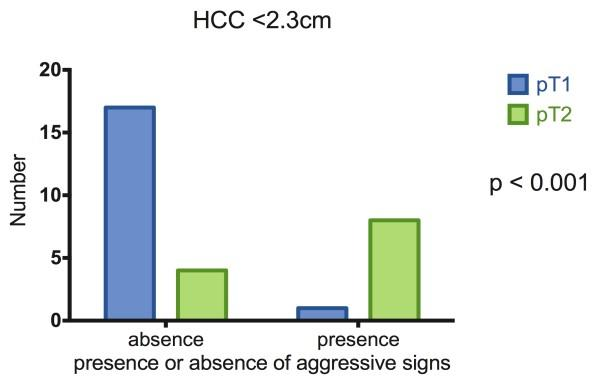 HCC <2.3cm
pT1
pT2
p < 0.001
Number
20
15
10
5
0
absence presence
presence or absence of aggressive signs